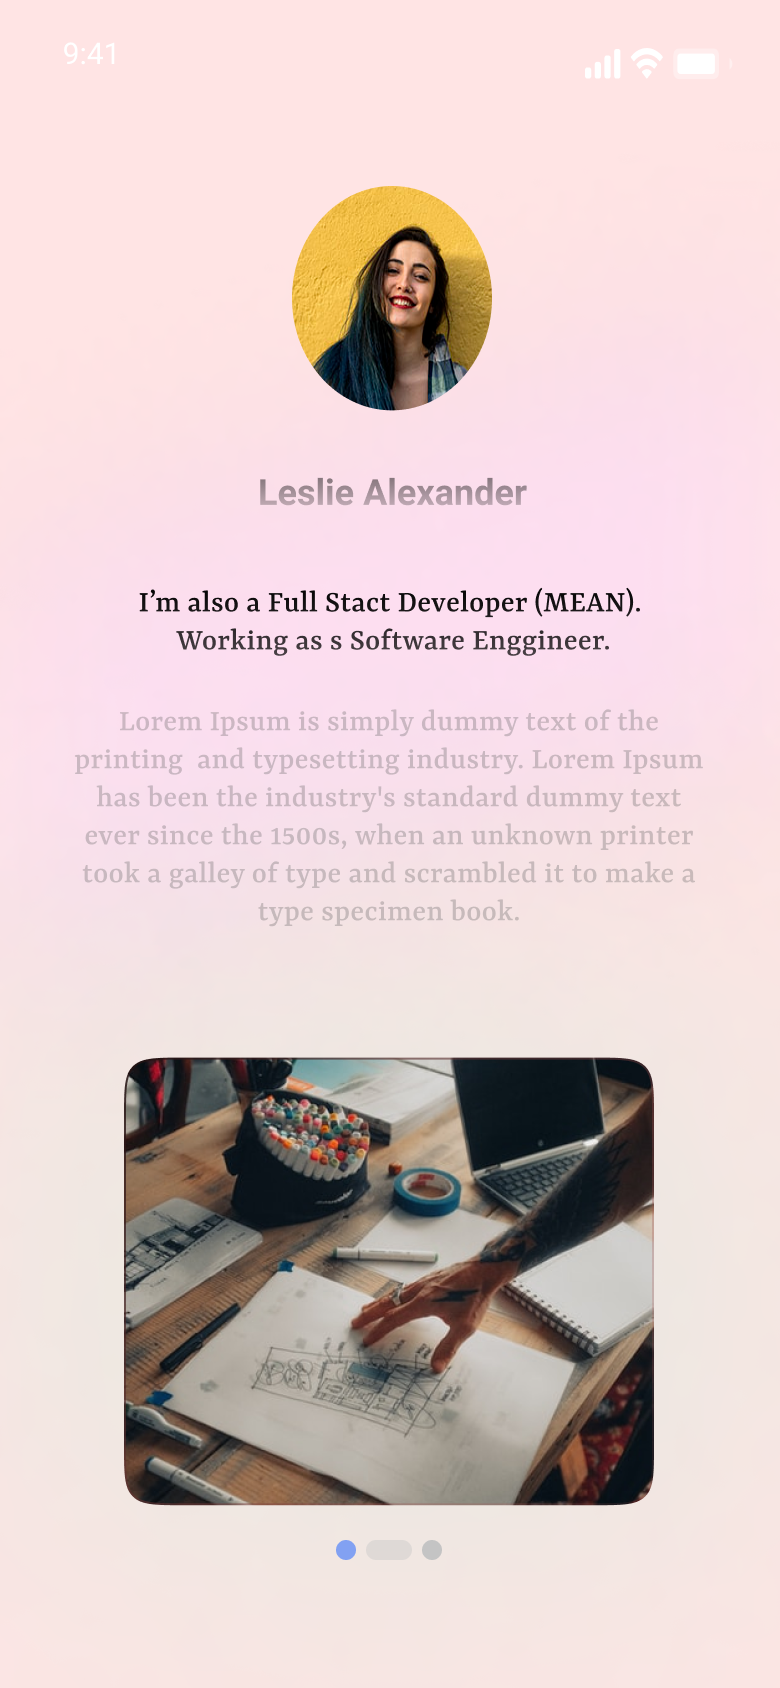 9:41
Leslie Alexander
I’m also a Full Stact Developer (MEAN).
Working as s Software Enggineer.
Lorem Ipsum is simply dummy text of the
printing  and typesetting industry. Lorem Ipsum
has been the industry's standard dummy text
ever since the 1500s, when an unknown printer
took a galley of type and scrambled it to make a
type specimen book.